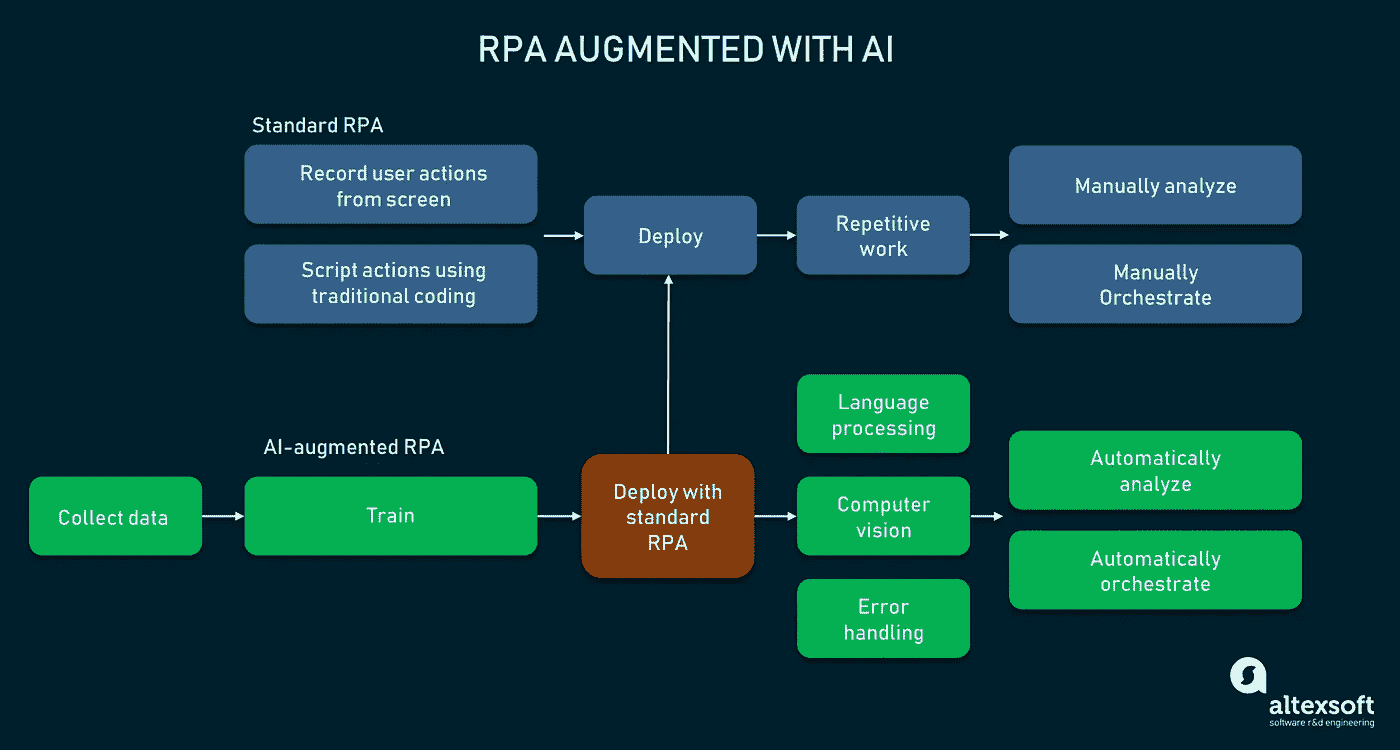 RPA AUGMENTED WITH AI
Standard RPA
Record user actions
from screen
Script actions using
traditional coding
Deploy
Repetitive
work
Manually analyze
Manually
Orchestrate
AI-augmented RPA
Collect data
Train
Deploy with
standard
RPA
Language
processing
Computer
vision
Error
handling
Automatically
analyze
Automatically
orchestrate
altexsoft
software r&d engineering